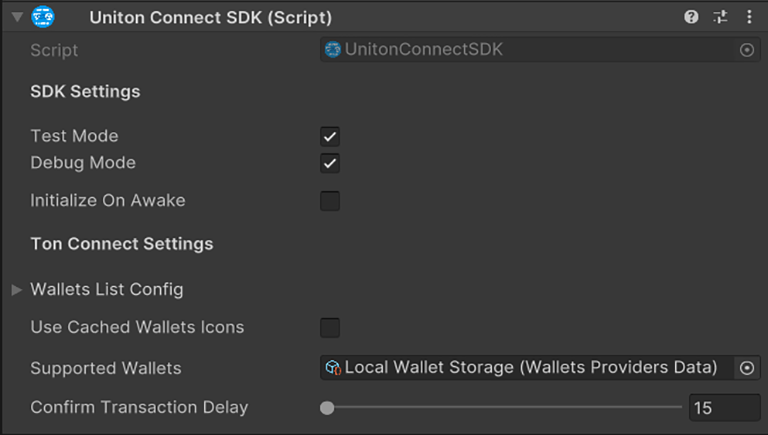 Uniton Connect SDK (Script)
Script UnitonConnectSDK
SDK Settings
Test Mode
Debug Mode
Initialize On Awake
Ton Connect Settings
Wallets List Config
Use Cached Wallets Icons
Supported Wallets Local Wallet Storage (Wallets Providers Data)
Confirm Transaction Delay 15